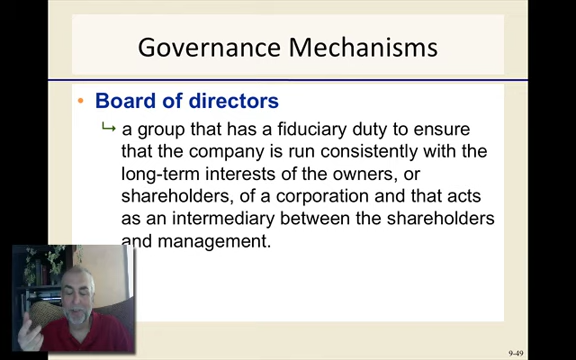 Governance Mechanisms
• Board of directors
↳ a group that has a fiduciary duty to ensure
that the company is run consistently with the
long-term interests of the owners, or
shareholders, of a corporation and that acts
as an intermediary between the shareholders
and management.
9-49